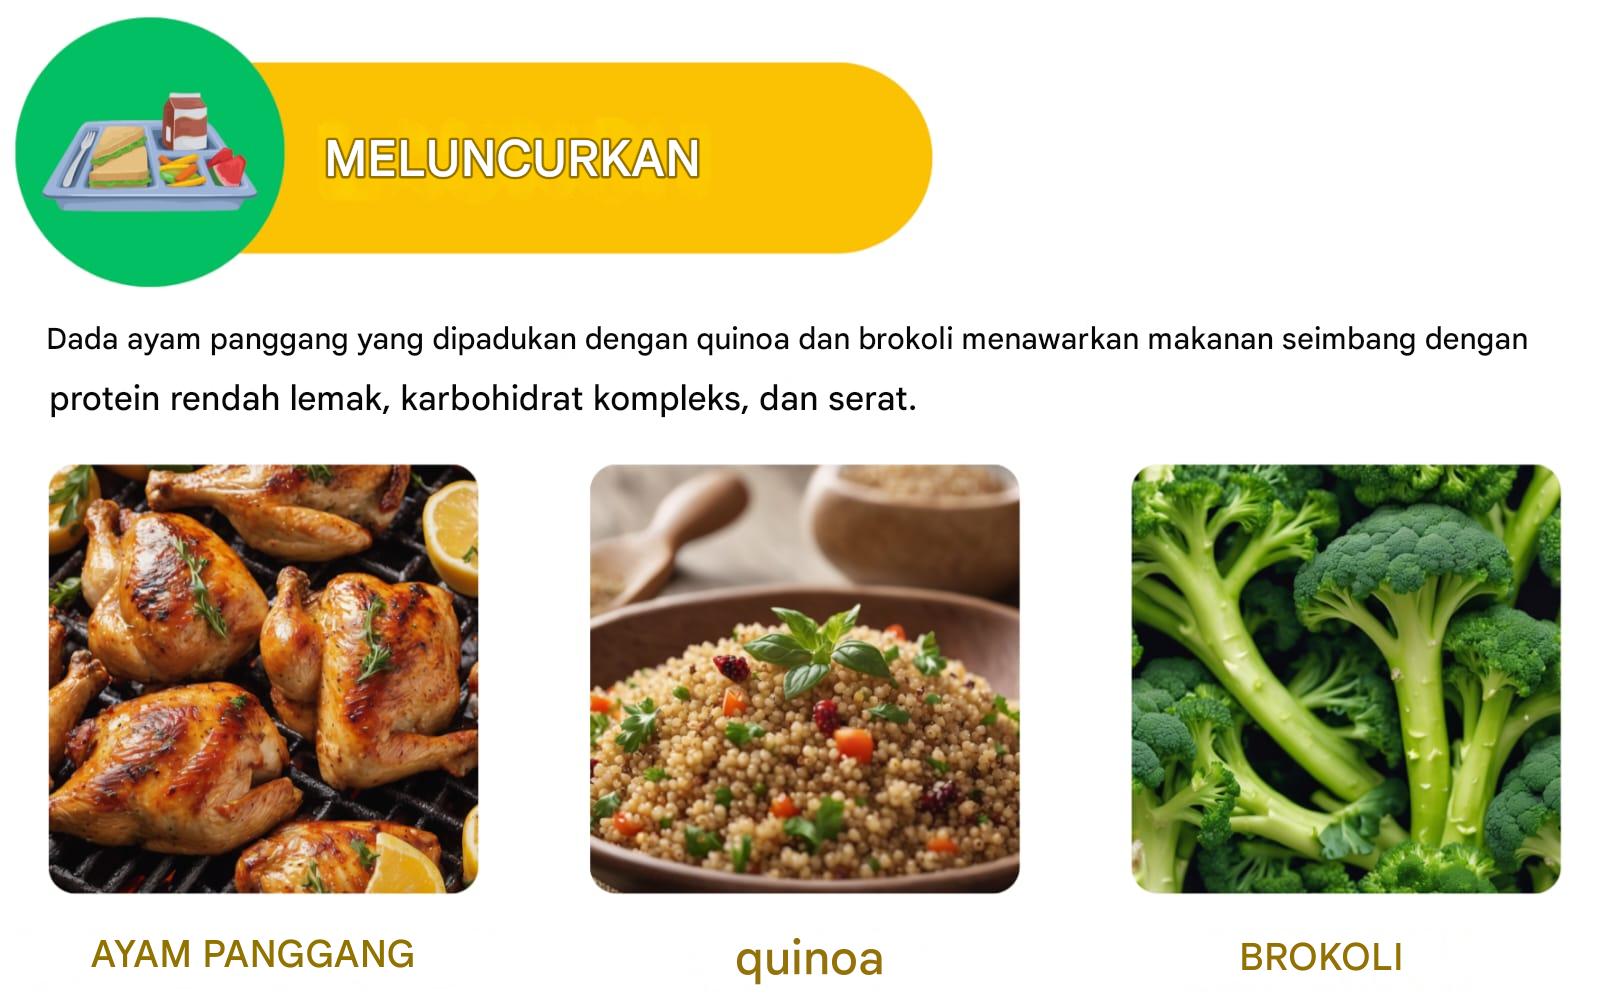 MELUNCURKAN
Dada ayam panggang yang dipadukan dengan quinoa dan brokoli menawarkan makanan seimbang dengan
protein rendah lemak, karbohidrat kompleks, dan serat.
AYAM PANGGANG
quinoa
BROKOLI